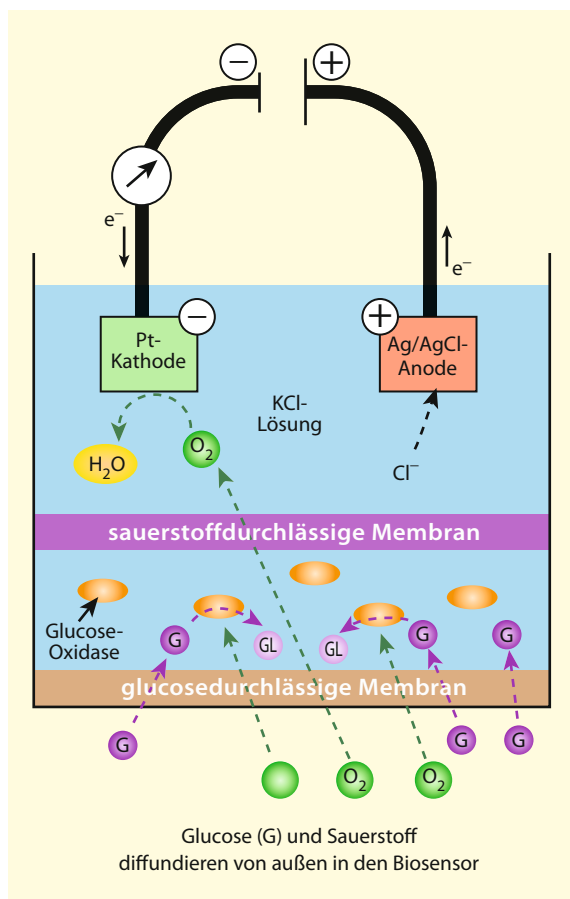 −
+
e−
e−
−
+
Pt-
Kathode
Ag/AgCl-
Anode
KCl-
Lösung
O2
H2O
Cl−
sauerstoffdurchlässige Membran
Glucose-
Oxidase
G
GL
GL
G
G
glucosedurchlässige Membran
G
G
G
O2
O2
Glucose (G) und Sauerstoff
diffundieren von außen in den Biosensor